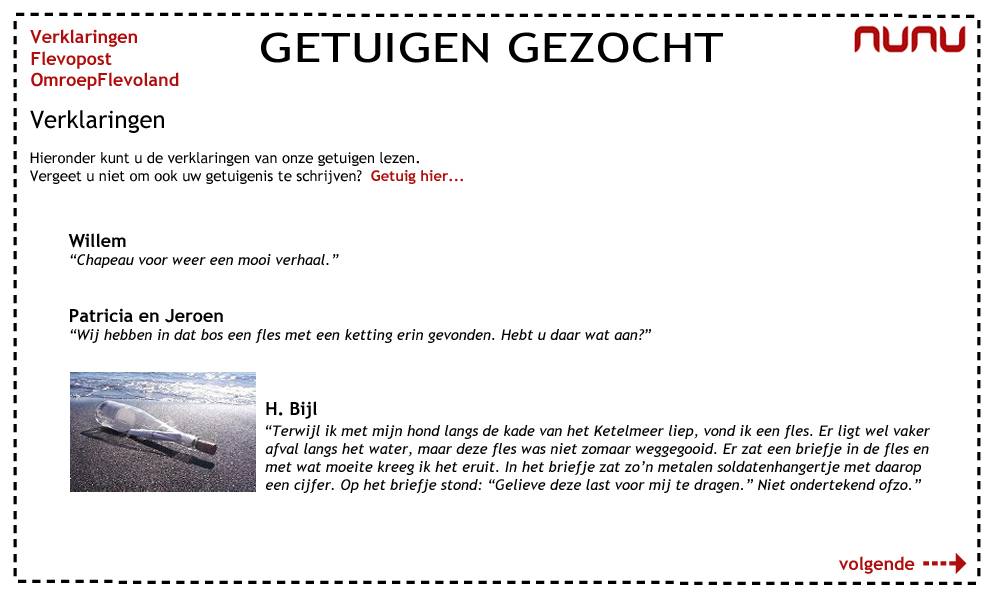 Verklaringen
Flevopost
OmroepFlevoland
GETUIGEN GEZOCHT
nunu
Verklaringen
Hieronder kunt u de verklaringen van onze getuigen lezen.
Vergeet u niet om ook uw getuigenis te schrijven? Getuig hier...
Willem
“Chapeau voor weer een mooi verhaal.”
Patricia en Jeroen
“Wij hebben in dat bos een fles met een ketting erin gevonden. Hebt u daar wat aan?”
H. Bijl
“Terwijl ik met mijn hond langs de kade van het Ketelmeer liep, vond ik een fles. Er ligt wel vaker
afval langs het water, maar deze fles was niet zomaar weggegooid. Er zat een briefje in de fles en
met wat moeite kreeg ik het eruit. In het briefje zat zo’n metalen soldatenhangertje met daarop
een cijfer. Op het briefje stond: “Gelieve deze last voor mij te dragen.” Niet ondertekend ofzo.”
volgende